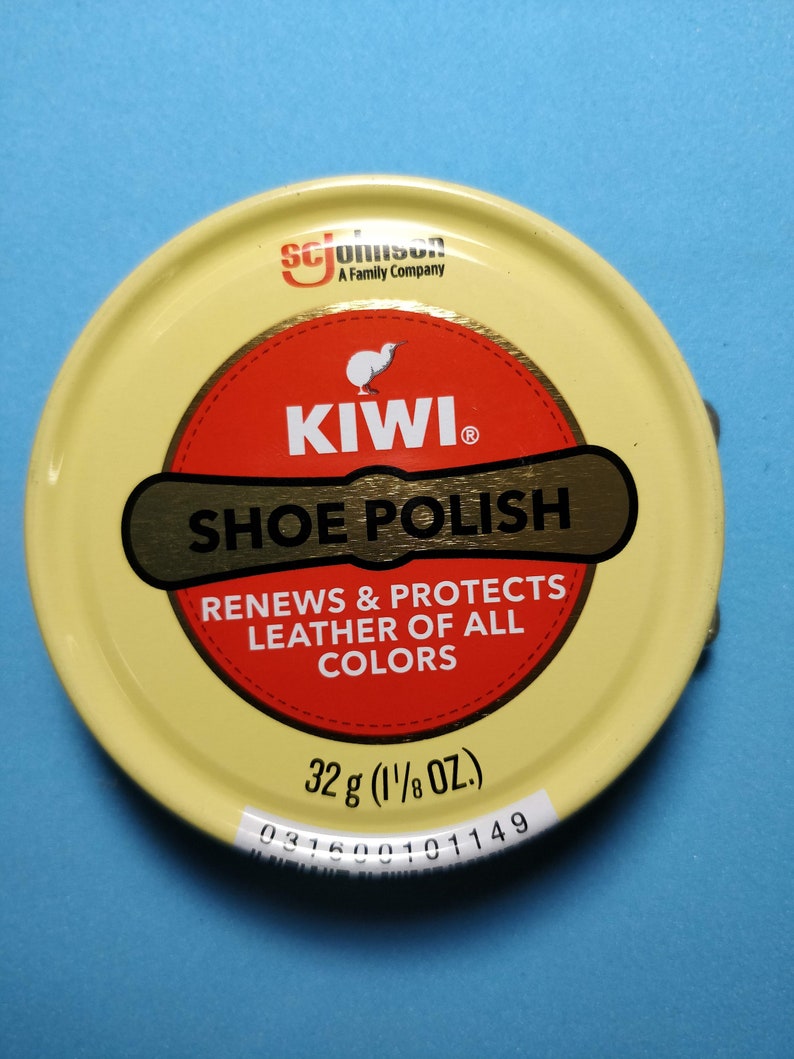 scjohnson
A Family Company
KIWI®
SHOE POLISH
RENEWS & PROTECTS
LEATHER OF ALL
COLORS
32 g (1 1/8 OZ.)
031600101149